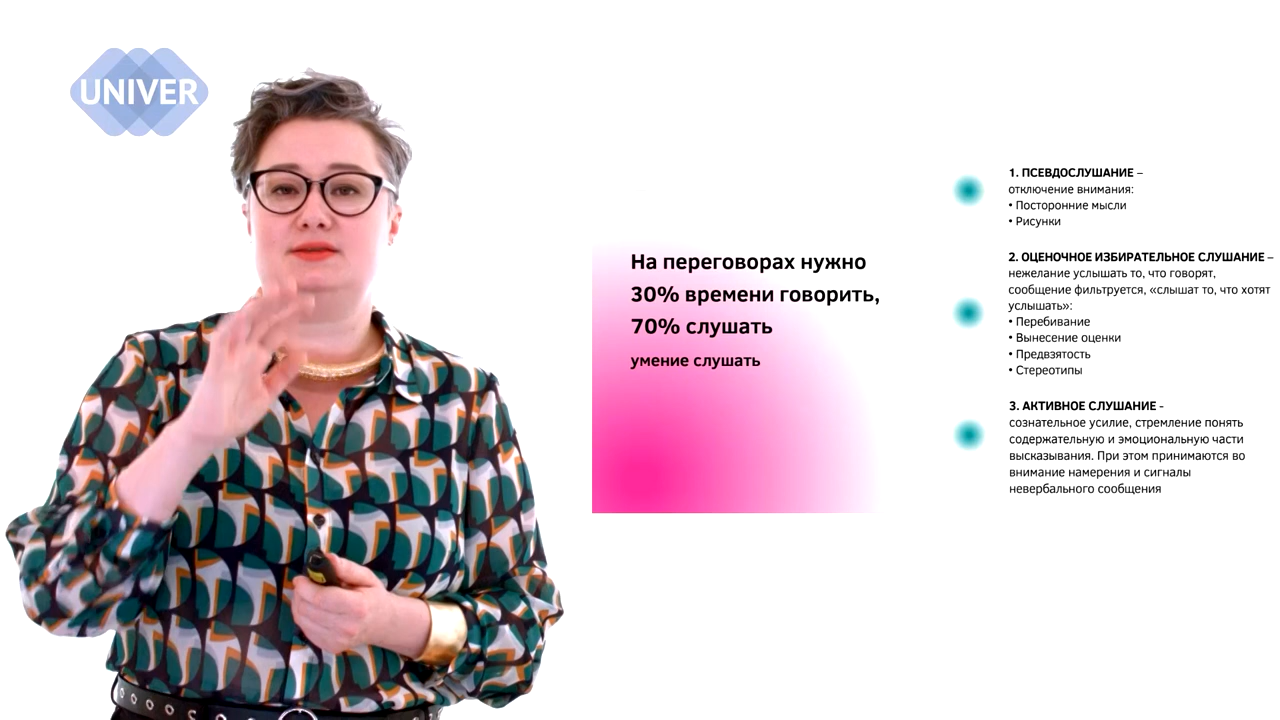 UNIVER
На переговорах нужно
30% времени говорить,
70% слушать
умение слушать
1. ПСЕВДОСЛУШАНИЕ –
отключение внимания:
• Посторонние мысли
• Рисунки
2. ОЦЕНОЧНОЕ ИЗБИРАТЕЛЬНОЕ СЛУШАНИЕ –
нежелание услышать то, что говорят,
сообщение фильтруется, «слышат то, что хотят
услышать»:
• Перебивание
• Вынесение оценки
• Предвзятость
• Стереотипы
3. АКТИВНОЕ СЛУШАНИЕ -
сознательное усилие, стремление понять
содержательную и эмоциональную части
высказывания. При этом принимаются во
внимание намерения и сигналы
невербального сообщения